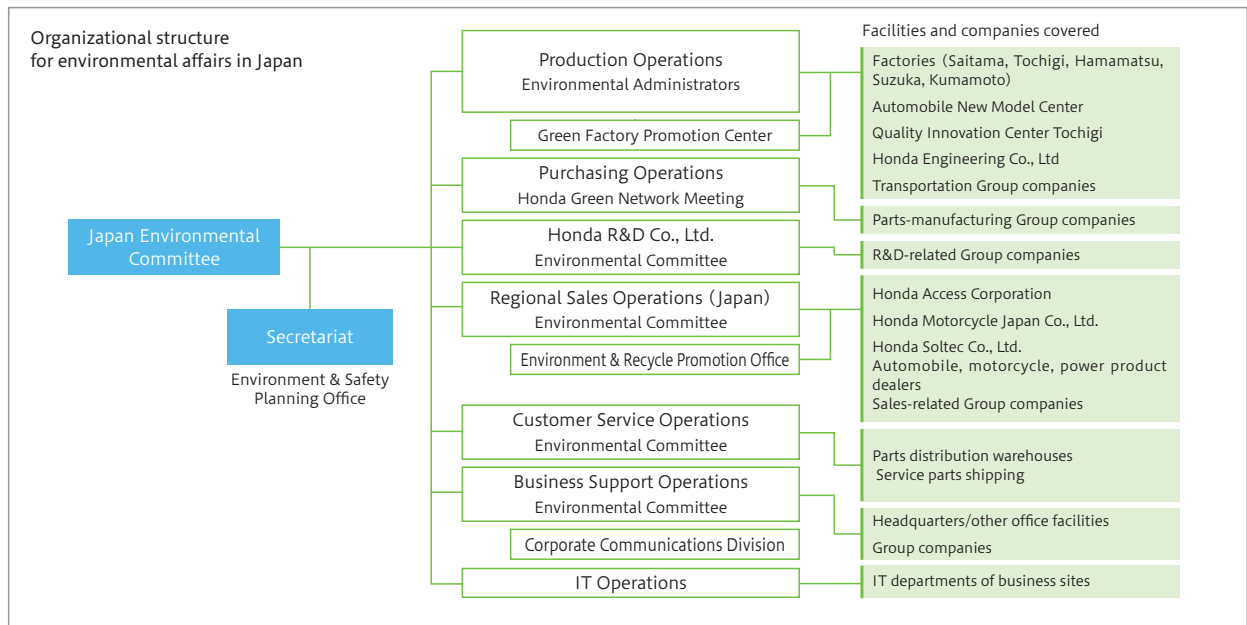 Organizational structure
for environmental affairs in Japan
Japan Environmental
Committee
Secretariat
Environment & Safety
Planning Office
Production Operations
Environmental Administrators
Green Factory Promotion Center
Purchasing Operations
Honda Green Network Meeting
Honda R&D Co., Ltd.
Environmental Committee
Regional Sales Operations (Japan)
Environmental Committee
Environment & Recycle Promotion Office
Customer Service Operations
Environmental Committee
Business Support Operations
Environmental Committee
Corporate Communications Division
IT Operations
Facilities and companies covered
Factories (Saitama, Tochigi, Hamamatsu,
Suzuka, Kumamoto)
Automobile New Model Center
Quality Innovation Center Tochigi
Honda Engineering Co., Ltd
Transportation Group companies
Parts-manufacturing Group companies
R&D-related Group companies
Honda Access Corporation
Honda Motorcycle Japan Co., Ltd.
Honda Soltec Co., Ltd.
Automobile, motorcycle, power product
dealers
Sales-related Group companies
Parts distribution warehouses
Service parts shipping
Headquarters/other office facilities
Group companies
IT departments of business sites